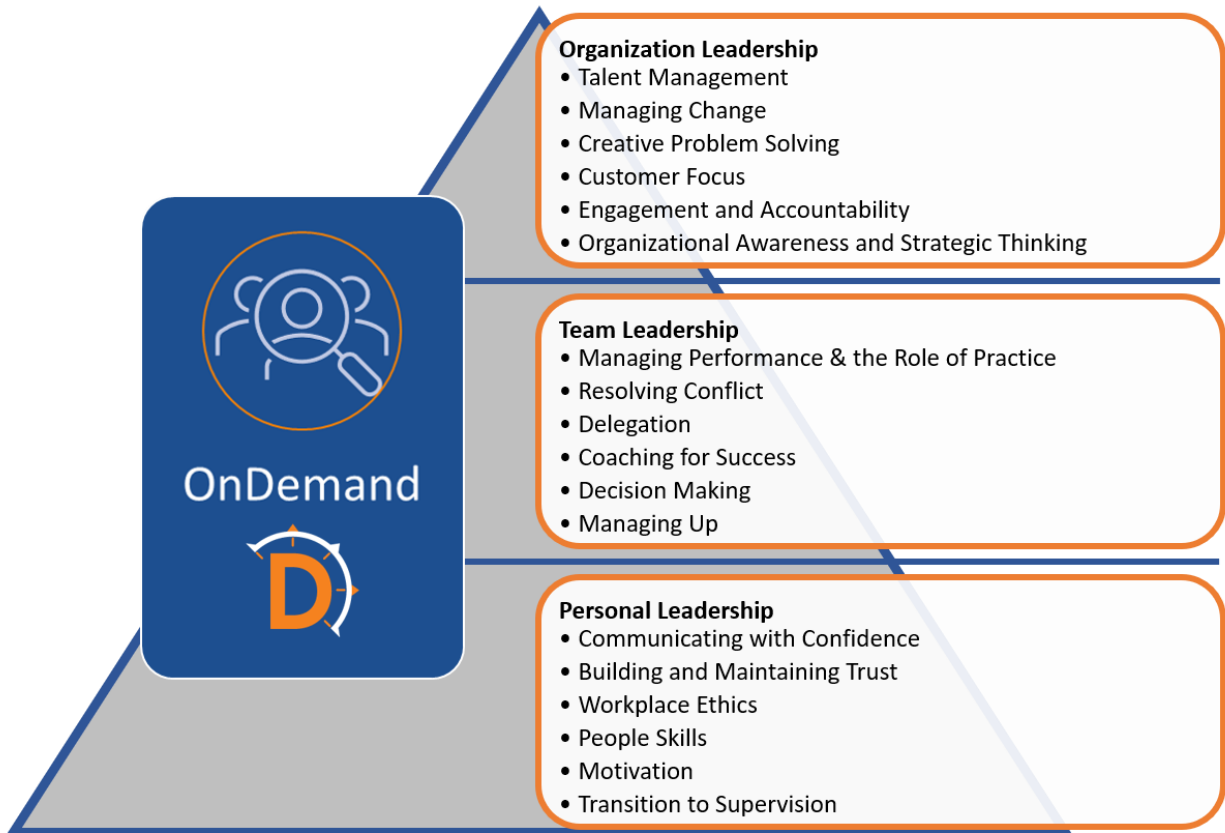 OnDemand
D
Organization Leadership
• Talent Management
• Managing Change
• Creative Problem Solving
• Customer Focus
• Engagement and Accountability
• Organizational Awareness and Strategic Thinking
Team Leadership
• Managing Performance & the Role of Practice
• Resolving Conflict
• Delegation
• Coaching for Success
• Decision Making
• Managing Up
Personal Leadership
• Communicating with Confidence
• Building and Maintaining Trust
• Workplace Ethics
• People Skills
• Motivation
• Transition to Supervision